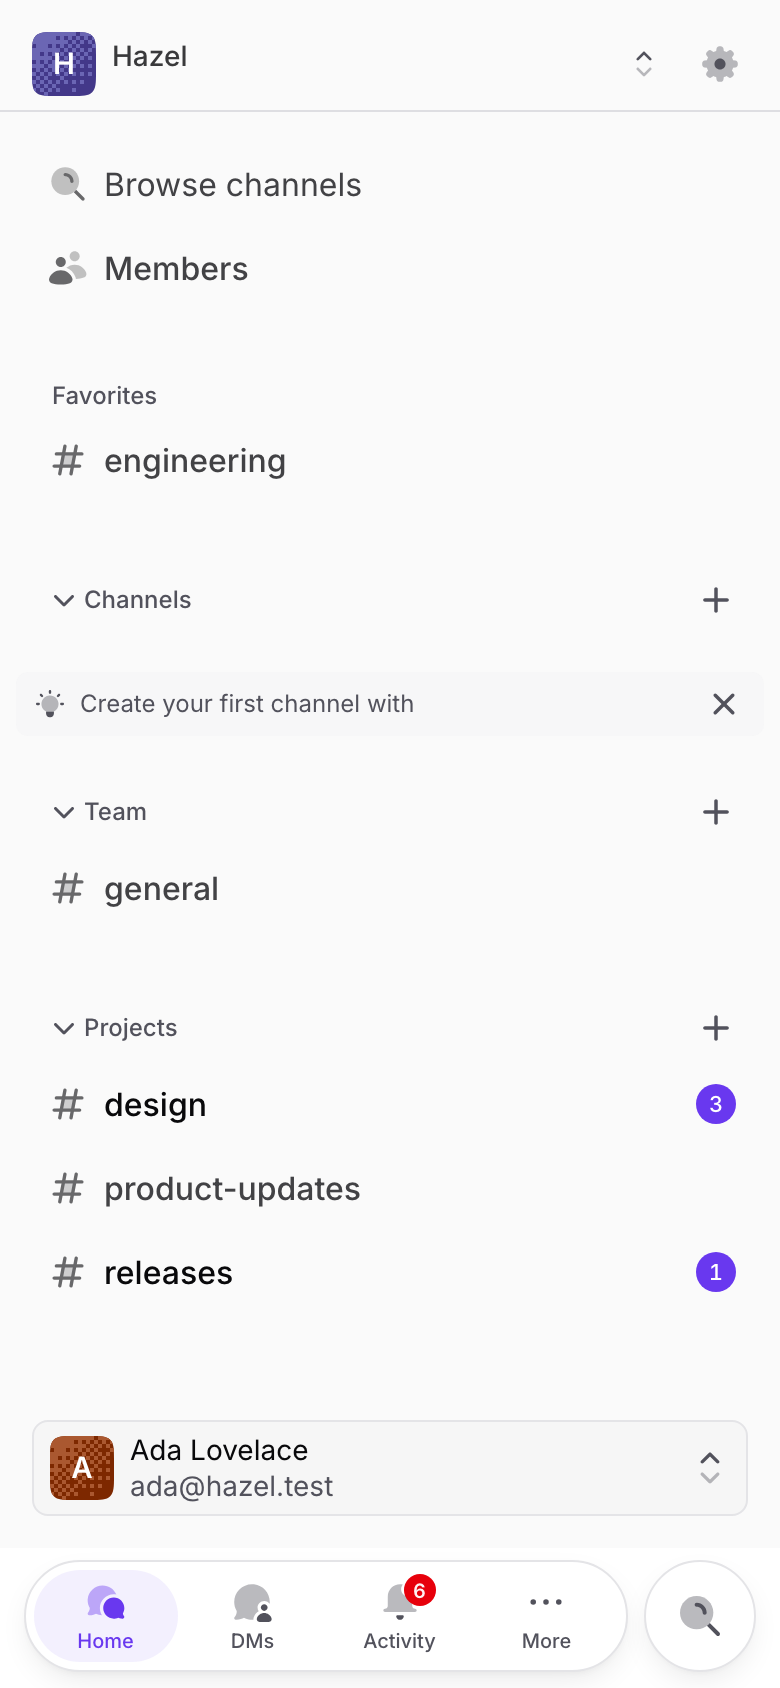 H
Hazel
Browse channels
Members
Favorites
# engineering
Channels
Create your first channel with
Team
# general
Projects
# design
3
# product-updates
# releases
1
A
Ada Lovelace
ada@hazel.test
6
Home
DMs
Activity
More